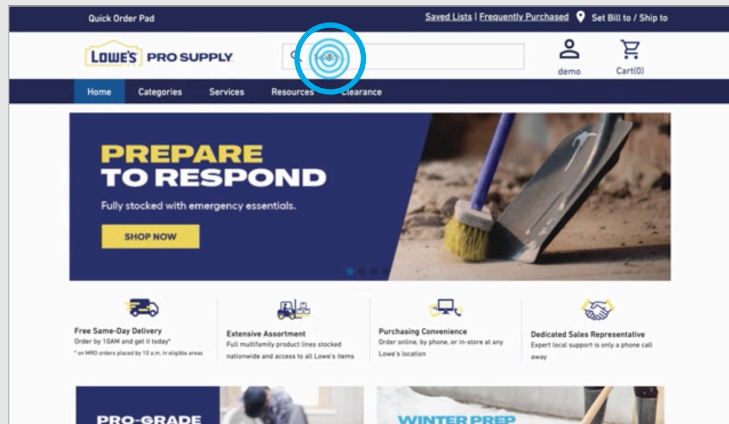 Quick Order Pad
Saved Lists | Frequently Purchased Set Bill to / Ship to
LOWE'S PRO SUPPLY
demo
Cart(0)
Home Categories Services Resources Clearance
PREPARE
TO RESPOND
Fully stocked with emergency essentials.
SHOP NOW
Free Same-Day Delivery
Order by 10AM and get it today*
* on MRO orders placed by 10 a.m. in eligible areas
Extensive Assortment
Full multifamily product lines stocked
nationwide and access to all Lowe's items
Purchasing Convenience
Order online, by phone, or in-store at any
Lowe's location
Dedicated Sales Representative
Expert local support is only a phone call
away
PRO-GRADE
WINTER PREP